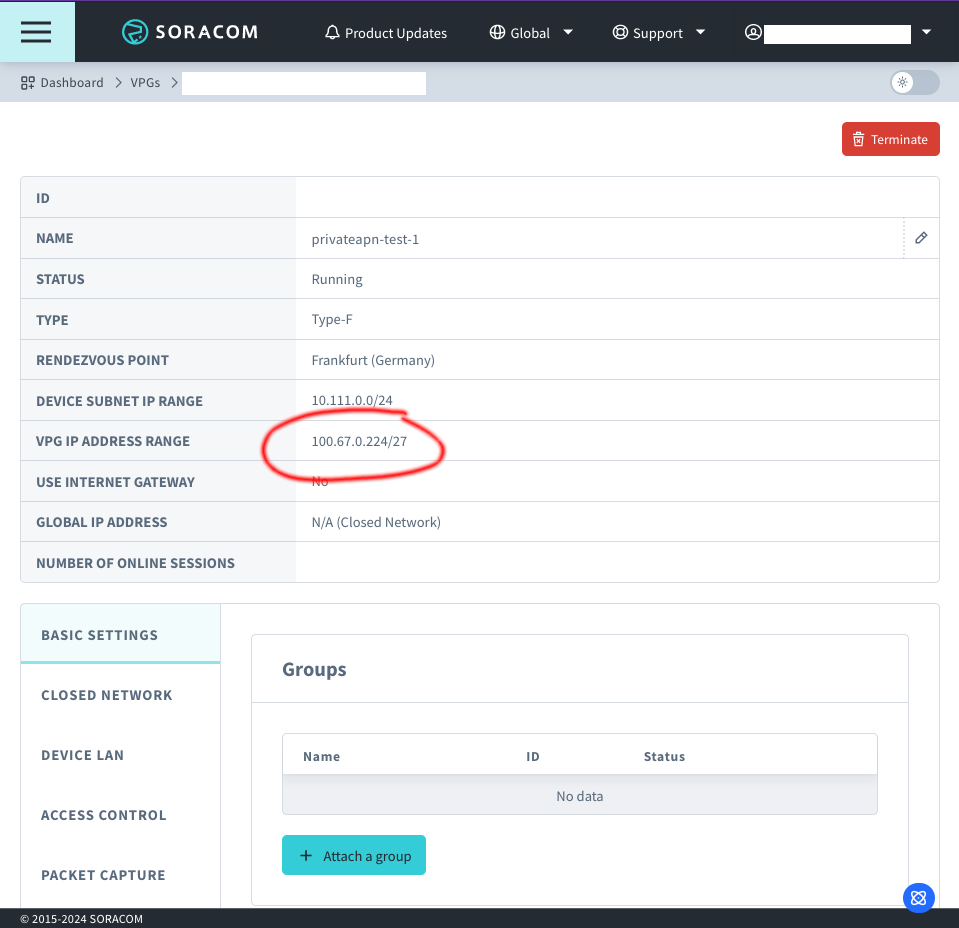 SORACOM Product Updates Global Support
Dashboard > VPGs >
Terminate
ID
NAME privateapn-test-1
STATUS Running
TYPE Type-F
RENDEZVOUS POINT Frankfurt (Germany)
DEVICE SUBNET IP RANGE 10.111.0.0/24
VPG IP ADDRESS RANGE 100.67.0.224/27
USE INTERNET GATEWAY No
GLOBAL IP ADDRESS N/A (Closed Network)
NUMBER OF ONLINE SESSIONS
BASIC SETTINGS
CLOSED NETWORK
DEVICE LAN
ACCESS CONTROL
PACKET CAPTURE
Groups
Name ID Status
No data
+ Attach a group
© 2015-2024 SORACOM